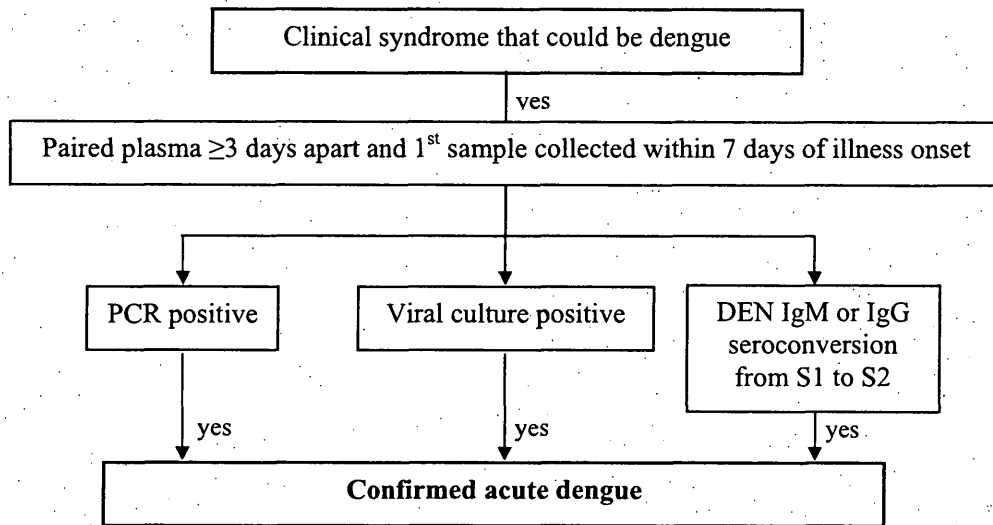 Clinical syndrome that could be dengue
yes
Paired plasma ≥3 days apart and 1st sample collected within 7 days of illness onset
PCR positive
Viral culture positive
DEN IgM or IgG
seroconversion
from S1 to S2
yes
yes
yes
Confirmed acute dengue